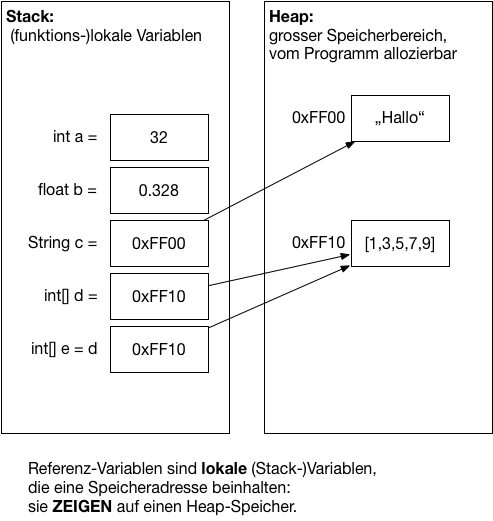 Stack:
(funktions-)lokale Variablen
int a =
32
float b =
0.328
String c =
0xFF00
int[] d =
0xFF10
int[] e = d
0xFF10
Heap:
grosser Speicherbereich,
vom Programm allozierbar
0xFF00
„Hallo“
0xFF10
[1,3,5,7,9]
Referenz-Variablen sind lokale (Stack-)Variablen,
die eine Speicheradresse beinhalten:
sie ZEIGEN auf einen Heap-Speicher.